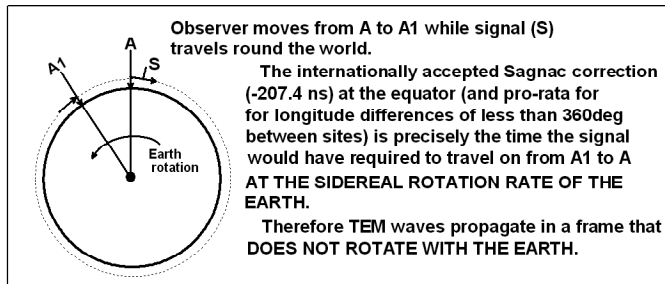 Observer moves from A to A1 while signal (S)
travels round the world.
The internationally accepted Sagnac correction
(-207.4 ns) at the equator (and pro-rata for
for longitude differences of less than 360deg
between sites) is precisely the time the signal
would have required to travel on from A1 to A
AT THE SIDEREAL ROTATION RATE OF THE
EARTH.
Therefore TEM waves propagate in a frame that
DOES NOT ROTATE WITH THE EARTH.
A
A1
S
Earth
rotation